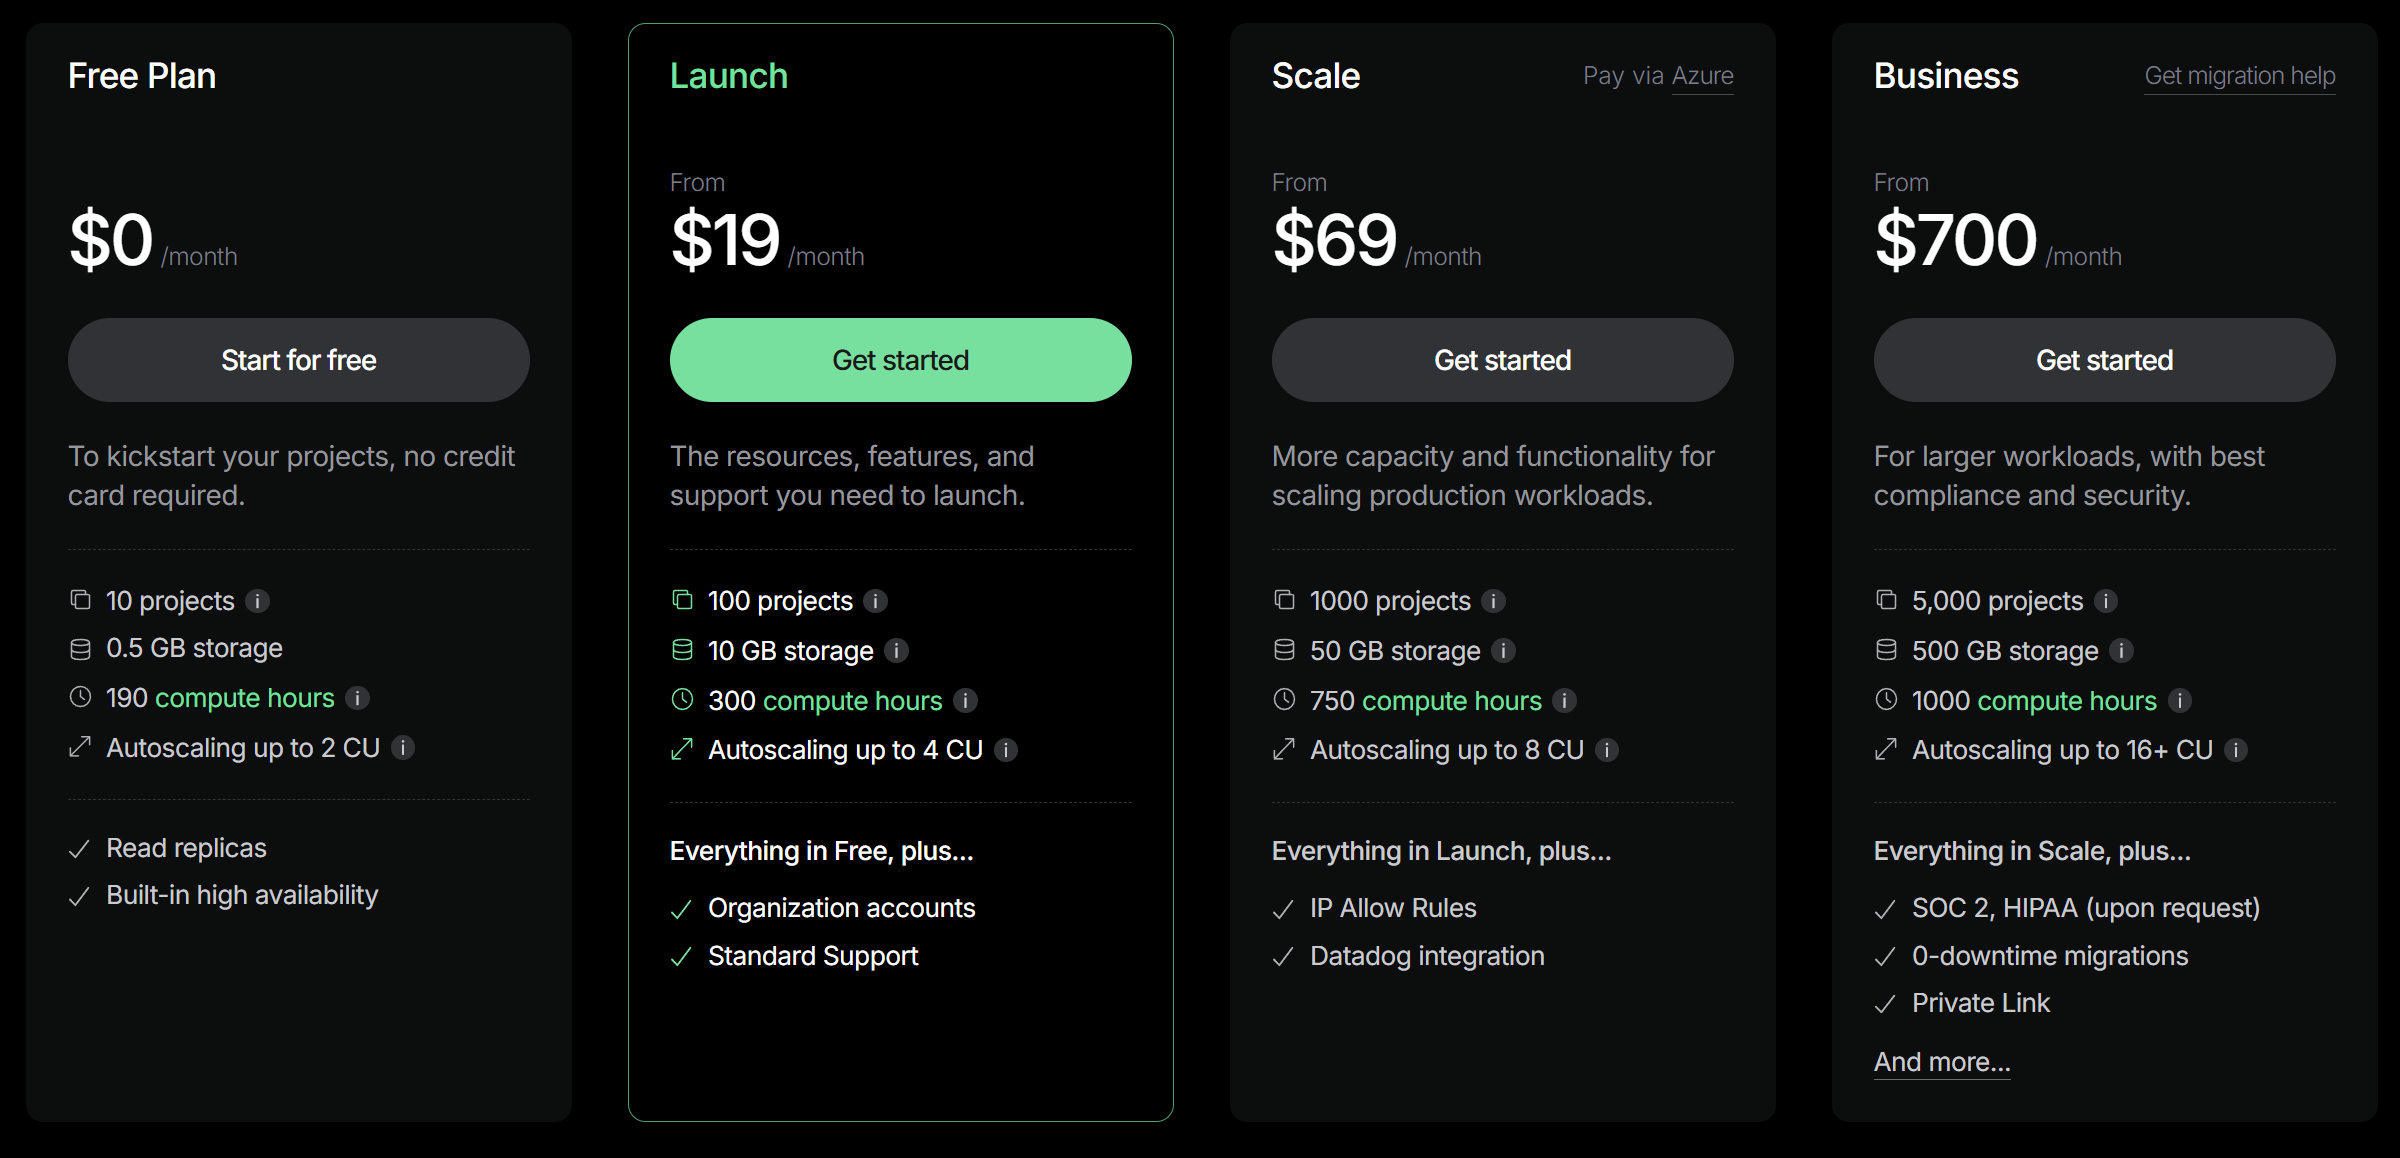 Free Plan
$0 /month
Start for free
To kickstart your projects, no credit
card required.
10 projects
0.5 GB storage
190 compute hours
Autoscaling up to 2 CU
Read replicas
Built-in high availability
Launch
From
$19 /month
Get started
The resources, features, and
support you need to launch.
100 projects
10 GB storage
300 compute hours
Autoscaling up to 4 CU
Everything in Free, plus...
Organization accounts
Standard Support
Scale
Pay via Azure
From
$69 /month
Get started
More capacity and functionality for
scaling production workloads.
1000 projects
50 GB storage
750 compute hours
Autoscaling up to 8 CU
Everything in Launch, plus...
IP Allow Rules
Datadog integration
Business
Get migration help
From
$700 /month
Get started
For larger workloads, with best
compliance and security.
5,000 projects
500 GB storage
1000 compute hours
Autoscaling up to 16+ CU
Everything in Scale, plus...
SOC 2, HIPAA (upon request)
0-downtime migrations
Private Link
And more...